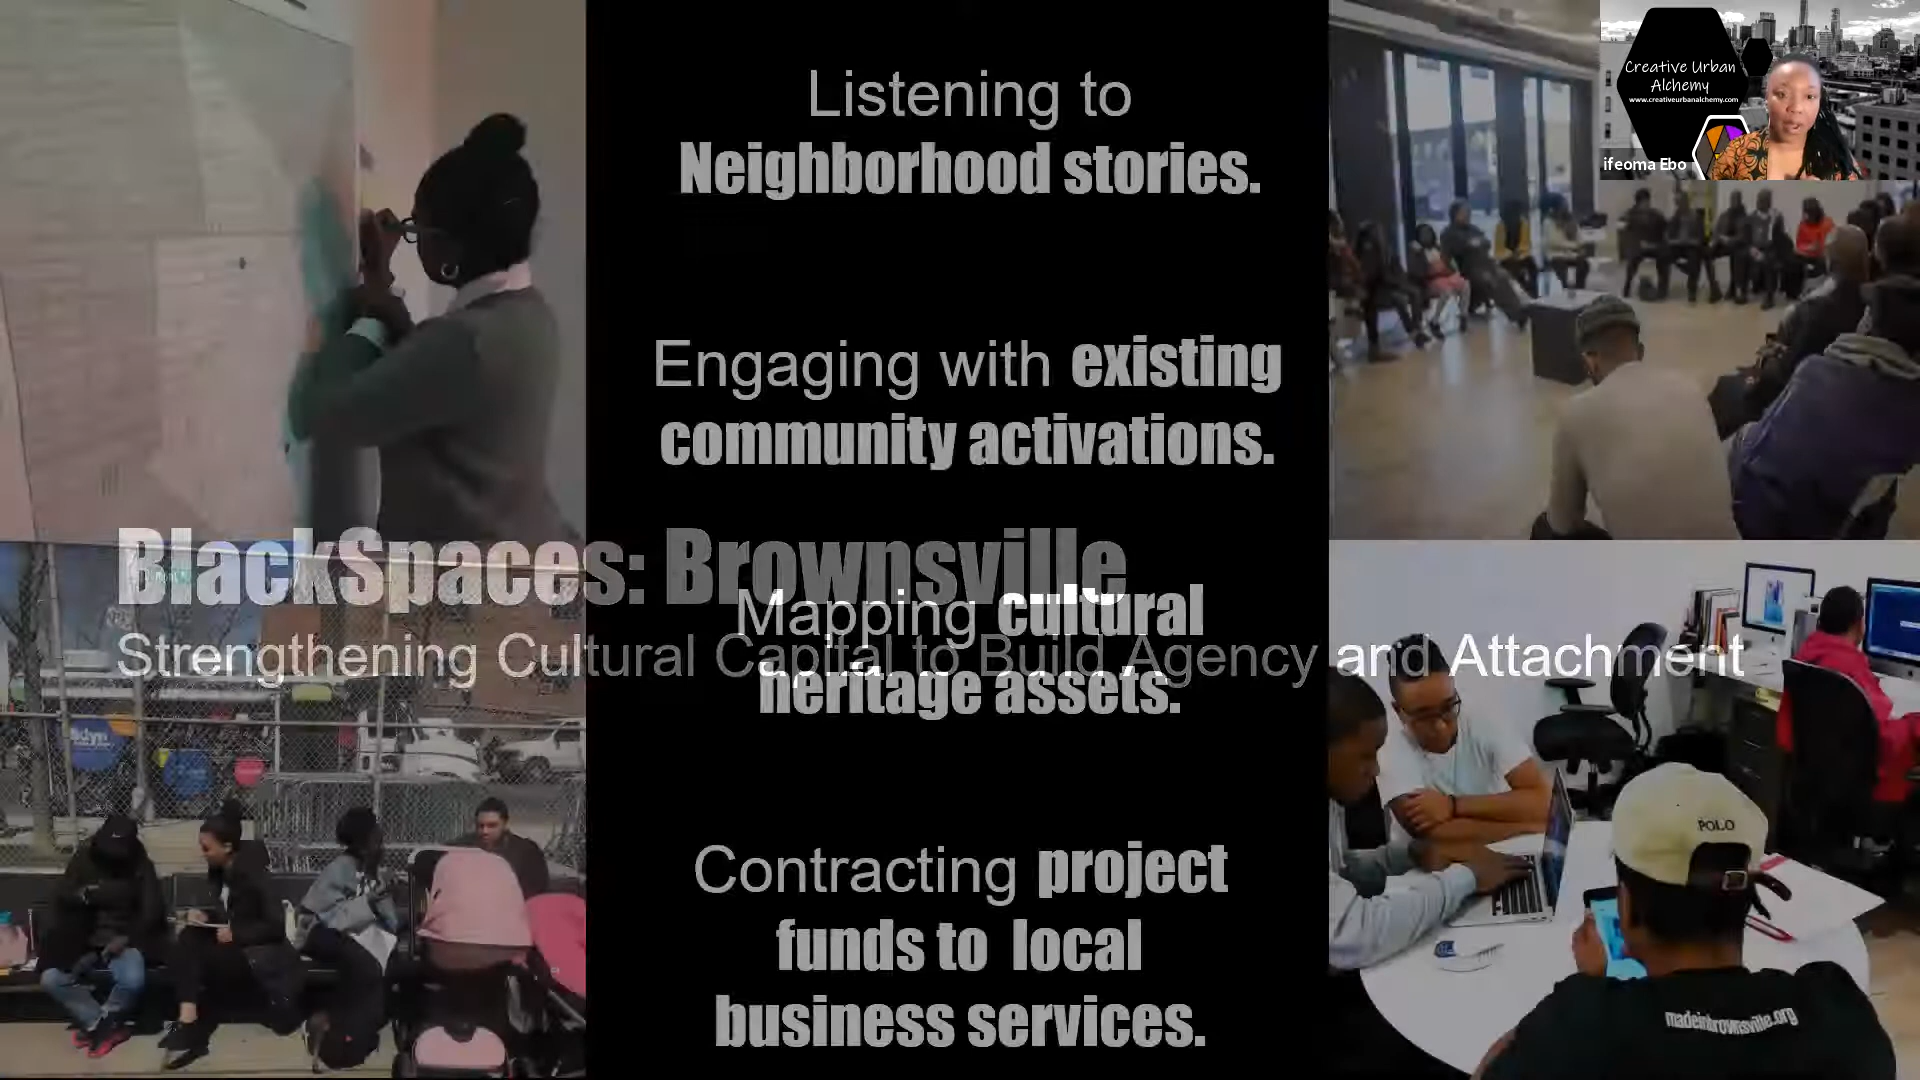 Listening to
Neighborhood stories.
Engaging with existing
community activations.
BlackSpaces: Brownsville
Mapping cultural
Strengthening Cultural Capital to Build Agency and Attachment
heritage assets.
Contracting project
funds to local
business services.
Creative Urban
Alchemy
www.creativeurbanalchemy.com
ifeoma Ebo
POLO
madeinbrownsville.org